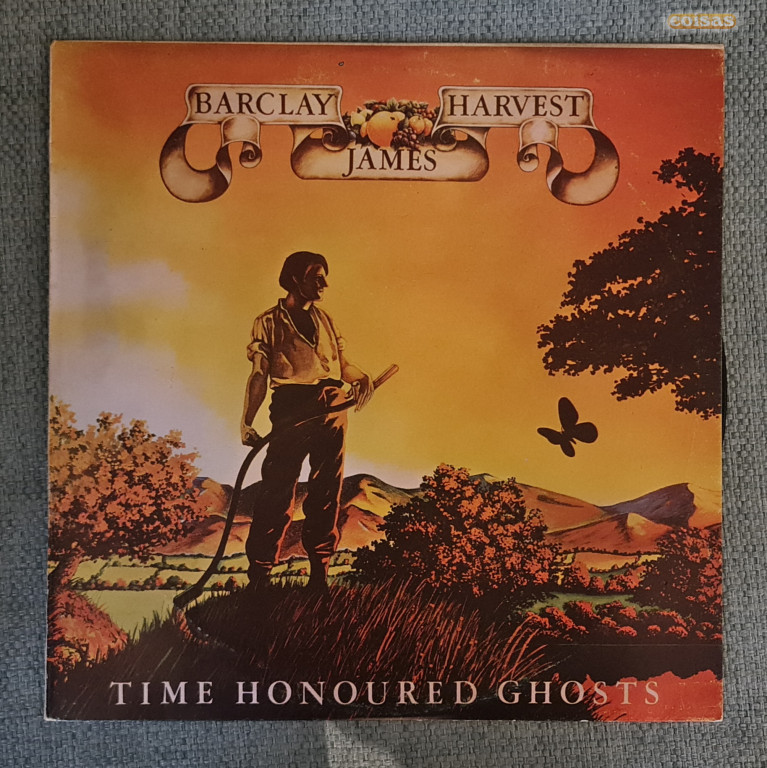 coisas
BARCLAY
JAMES
HARVEST
TIME HONOURED GHOSTS